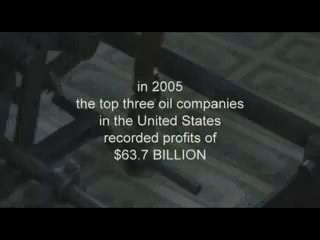 in 2005
the top three oil companies
in the United States
recorded profits of
$63.7 BILLION